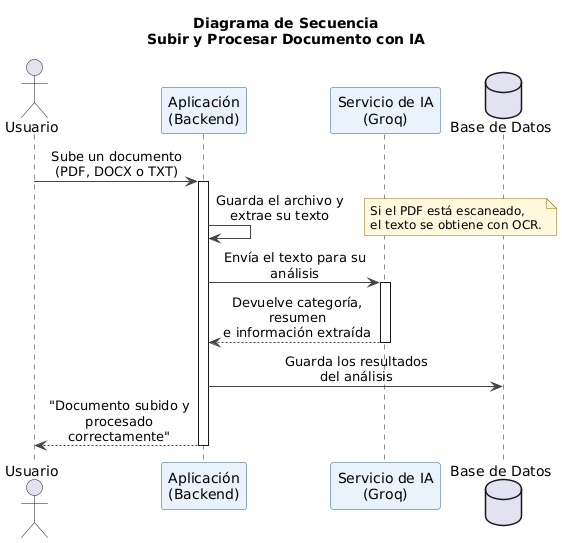 Diagrama de Secuencia
Subir y Procesar Documento con IA
Usuario
Aplicación
(Backend)
Servicio de IA
(Groq)
Base de Datos
Sube un documento
(PDF, DOCX o TXT)
Guarda el archivo y
extrae su texto
Si el PDF está escaneado,
el texto se obtiene con OCR.
Envía el texto para su
análisis
Devuelve categoría,
resumen
e información extraída
Guarda los resultados
del análisis
"Documento subido y
procesado
correctamente"
Usuario
Aplicación
(Backend)
Servicio de IA
(Groq)
Base de Datos